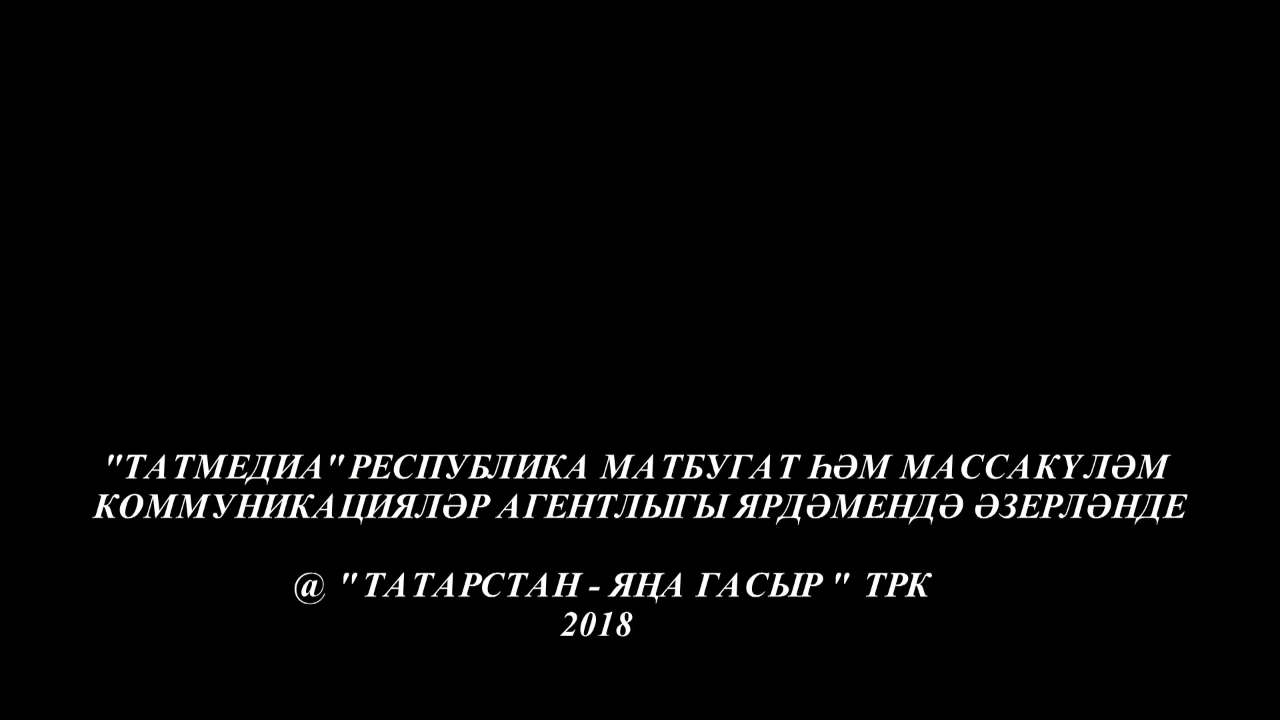 "ТАТМЕДИА" РЕСПУБЛИКА МАТБУГАТ ҺӘМ МАССАКҮЛӘМ
КОММУНИКАЦИЯЛӘР АГЕНТЛЫГЫ ЯРДӘМЕНДӘ ӘЗЕРЛӘНДЕ
@ "ТАТАРСТАН - ЯҢА ГАСЫР" ТРК
2018